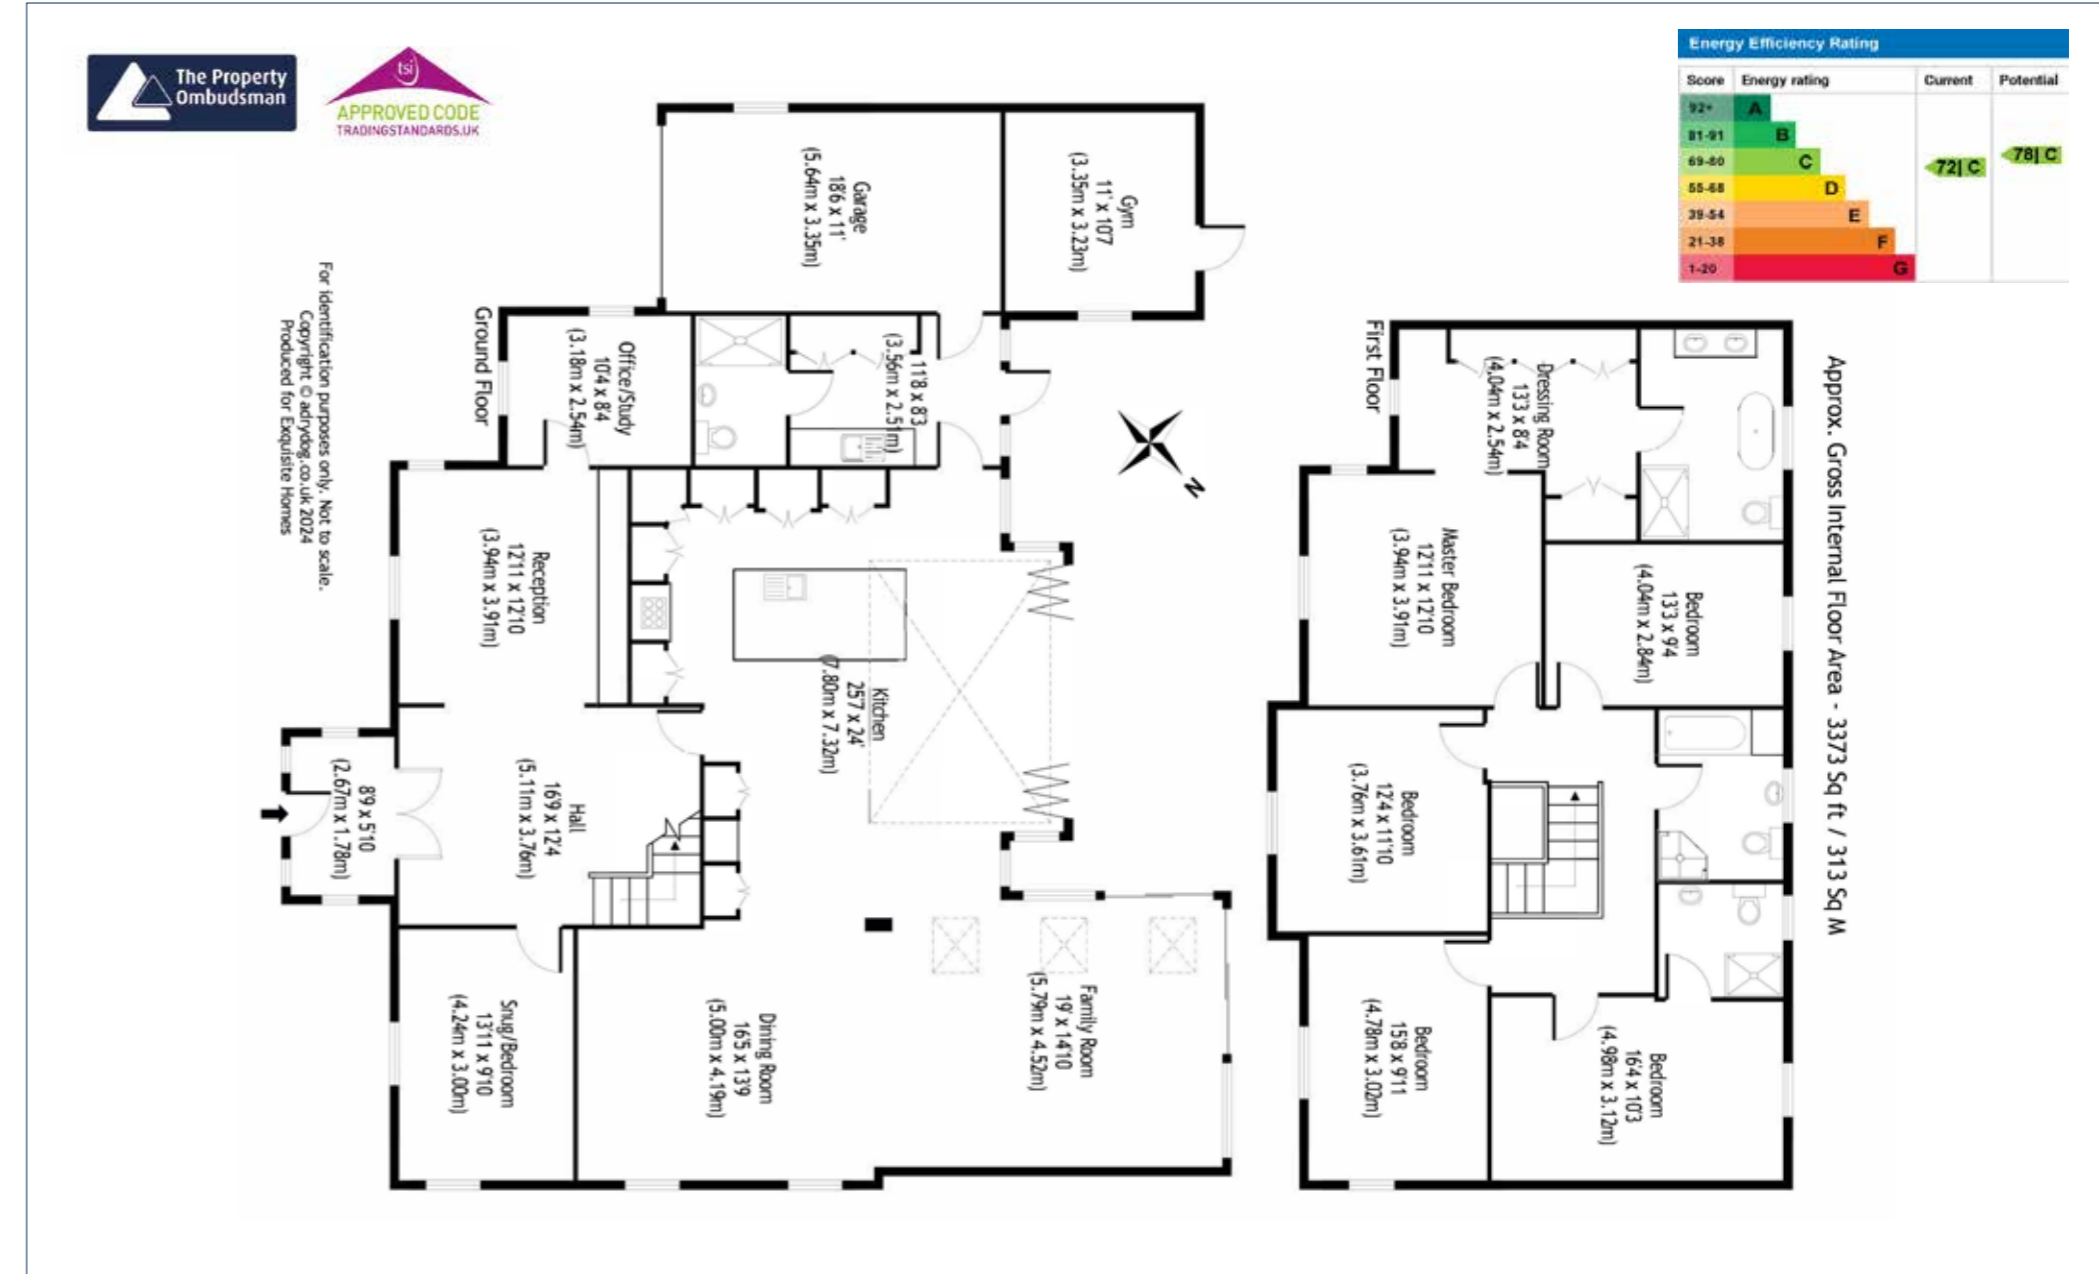 The Property
Ombudsman
tsi
APPROVED CODE
TRADINGSTANDARDS.UK
Energy Efficiency Rating
Score Energy rating Current Potential
92+ A
81-91 B
69-80 C
55-68 D
39-54 E
21-38 F
1-20 G
72| C
78| C
Approx. Gross Internal Floor Area - 3373 Sq ft / 313 Sq M
Ground Floor
Garage
18'6 x 11'
(5.64m x 3.35m)
Gym
11' x 10'7
(3.35m x 3.23m)
Office/Study
10'4 x 8'4
(3.18m x 2.54m)
11'8 x 8'3
(3.56m x 2.51m)
Reception
12'11 x 12'10
(3.94m x 3.91m)
Kitchen
25'7 x 24'
(7.80m x 7.32m)
8'9 x 5'10
(2.67m x 1.78m)
Hall
16'9 x 12'4
(5.11m x 3.76m)
Snug/Bedroom
13'11 x 9'10
(4.24m x 3.00m)
Dining Room
16'5 x 13'9
(5.00m x 4.19m)
Family Room
19' x 14'10
(5.79m x 4.52m)
N
First Floor
Dressing Room
13'3 x 8'4
(4.04m x 2.54m)
Master Bedroom
12'11 x 12'10
(3.94m x 3.91m)
Bedroom
13'3 x 9'4
(4.04m x 2.84m)
Bedroom
12'4 x 11'10
(3.76m x 3.61m)
Bedroom
15'8 x 9'11
(4.78m x 3.02m)
Bedroom
16'4 x 10'3
(4.98m x 3.12m)
For identification purposes only. Not to scale.
Copyright © adrydog.co.uk 2024
Produced for Exquisite Homes